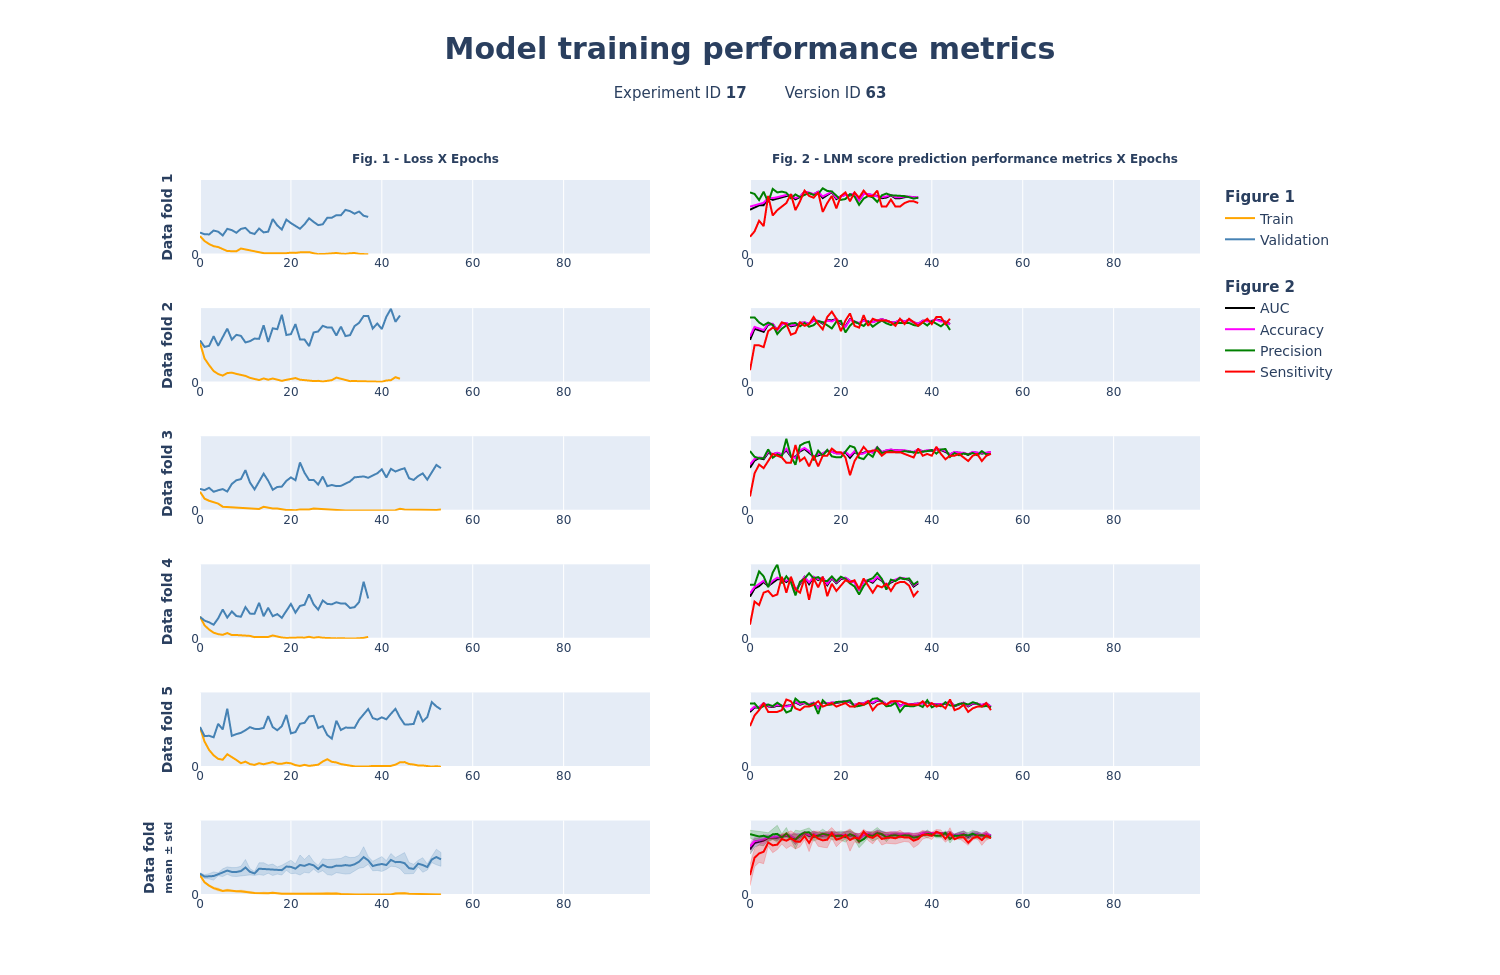 Model training performance metrics
Experiment ID 17 Version ID 63
Fig. 1 - Loss X Epochs
Fig. 2 - LNM score prediction performance metrics X Epochs
Data fold 1
0
0 20 40 60 80
0
0 20 40 60 80
Figure 1
Train
Validation
Figure 2
AUC
Accuracy
Precision
Sensitivity
Data fold 2
0
0 20 40 60 80
0
0 20 40 60 80
Data fold 3
0
0 20 40 60 80
0
0 20 40 60 80
Data fold 4
0
0 20 40 60 80
0
0 20 40 60 80
Data fold 5
0
0 20 40 60 80
0
0 20 40 60 80
Data fold
mean ± std
0
0 20 40 60 80
0
0 20 40 60 80